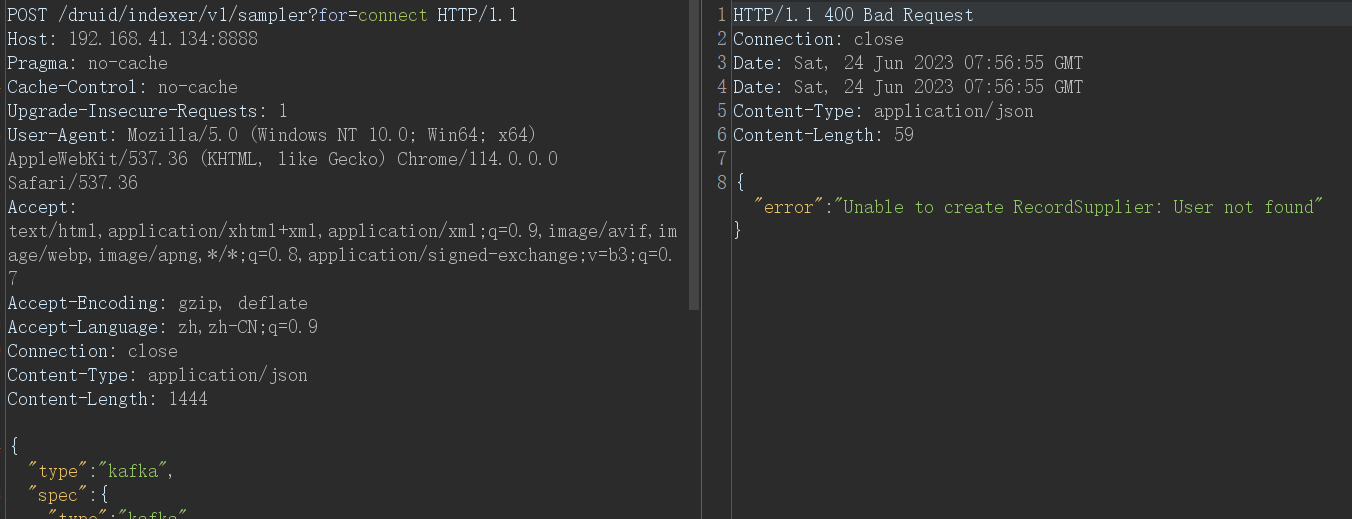 POST /druid/indexer/v1/sampler?for=connect HTTP/1.1
Host: 192.168.41.134:8888
Pragma: no-cache
Cache-Control: no-cache
Upgrade-Insecure-Requests: 1
User-Agent: Mozilla/5.0 (Windows NT 10.0; Win64; x64)
AppleWebKit/537.36 (KHTML, like Gecko) Chrome/114.0.0.0
Safari/537.36
Accept:
text/html,application/xhtml+xml,application/xml;q=0.9,image/avif,im
age/webp,image/apng,*/*;q=0.8,application/signed-exchange;v=b3;q=0.
7
Accept-Encoding: gzip, deflate
Accept-Language: zh,zh-CN;q=0.9
Connection: close
Content-Type: application/json
Content-Length: 1444
{
"type":"kafka",
"spec":{
"type":"kafka"
1 HTTP/1.1 400 Bad Request
2 Connection: close
3 Date: Sat, 24 Jun 2023 07:56:55 GMT
4 Date: Sat, 24 Jun 2023 07:56:55 GMT
5 Content-Type: application/json
6 Content-Length: 59
7
8 {
"error":"Unable to create RecordSupplier: User not found"
}